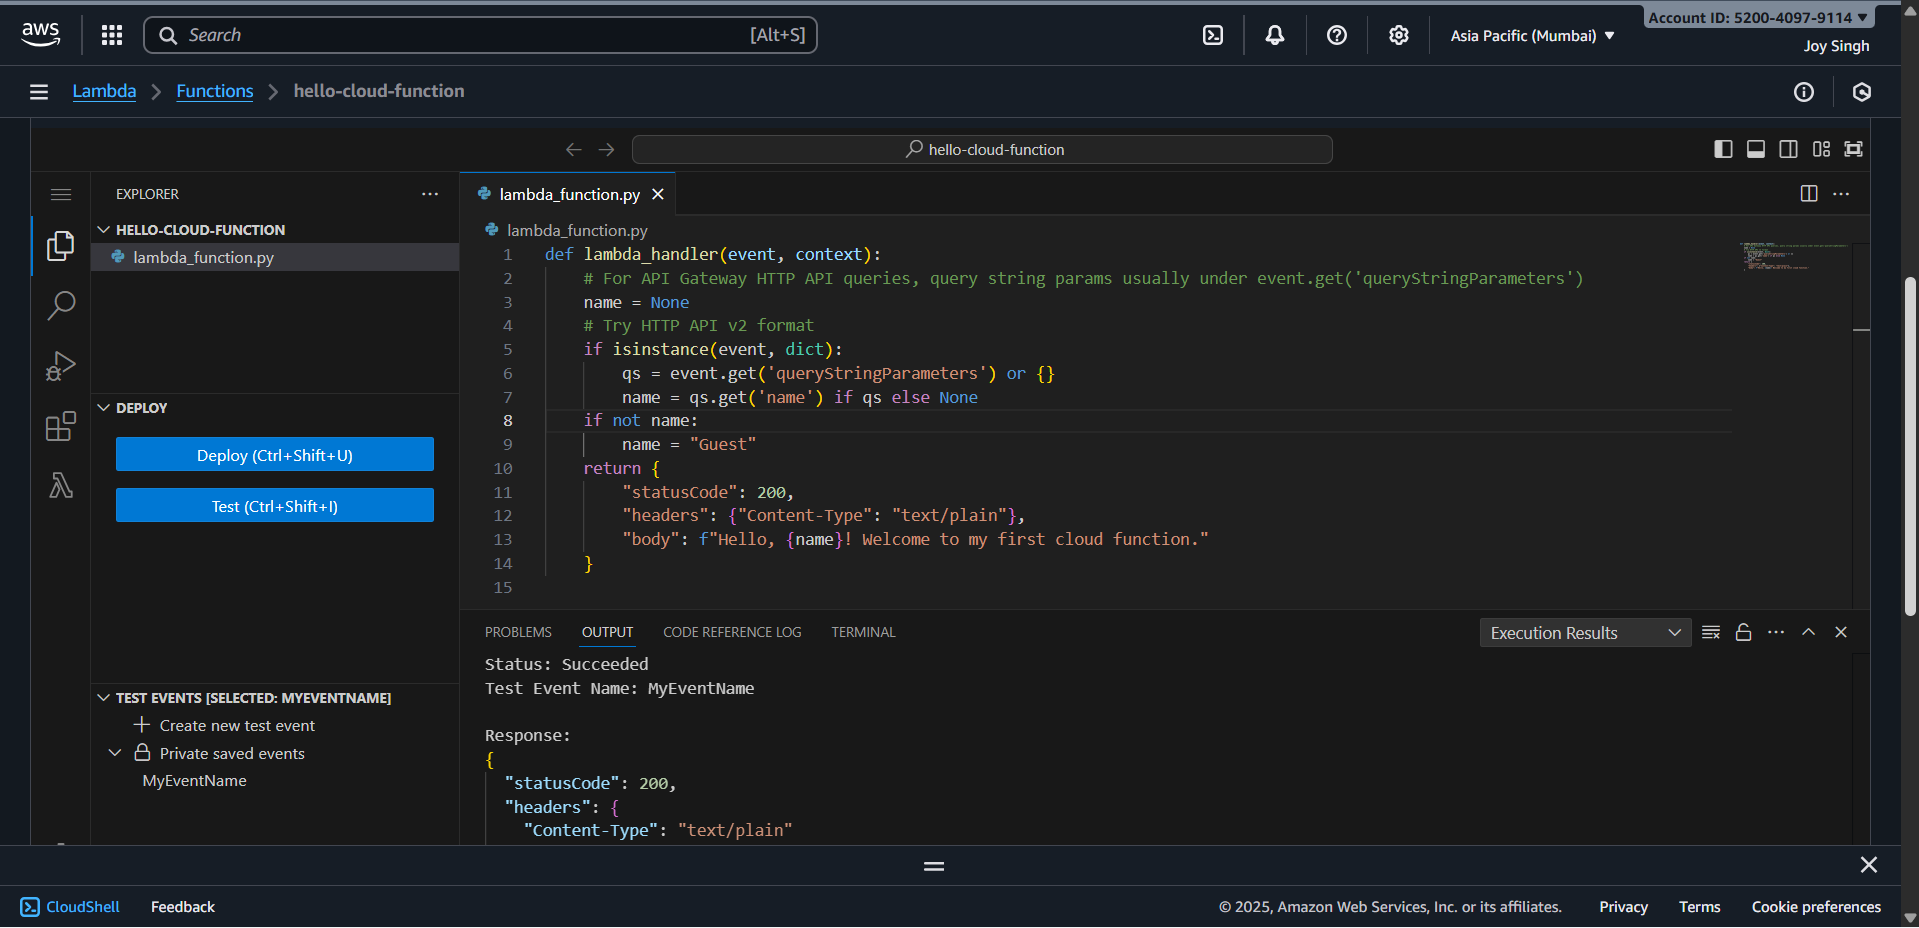 aws
Search
[Alt+S]
Asia Pacific (Mumbai) ▼
Account ID: 5200-4097-9114 ▼
Joy Singh
Lambda > Functions > hello-cloud-function
hello-cloud-function
EXPLORER
HELLO-CLOUD-FUNCTION
lambda_function.py
DEPLOY
Deploy (Ctrl+Shift+U)
Test (Ctrl+Shift+I)
TEST EVENTS [SELECTED: MYEVENTNAME]
Create new test event
Private saved events
MyEventName
lambda_function.py
lambda_function.py
1 def lambda_handler(event, context):
2     # For API Gateway HTTP API queries, query string params usually under event.get('queryStringParameters')
3     name = None
4     # Try HTTP API v2 format
5     if isinstance(event, dict):
6         qs = event.get('queryStringParameters') or {}
7         name = qs.get('name') if qs else None
8     if not name:
9         name = "Guest"
10     return {
11         "statusCode": 200,
12         "headers": {"Content-Type": "text/plain"},
13         "body": f"Hello, {name}! Welcome to my first cloud function."
14     }
15
PROBLEMS OUTPUT CODE REFERENCE LOG TERMINAL
Execution Results
Status: Succeeded
Test Event Name: MyEventName
Response:
{
  "statusCode": 200,
  "headers": {
    "Content-Type": "text/plain"
CloudShell
Feedback
© 2025, Amazon Web Services, Inc. or its affiliates.
Privacy
Terms
Cookie preferences